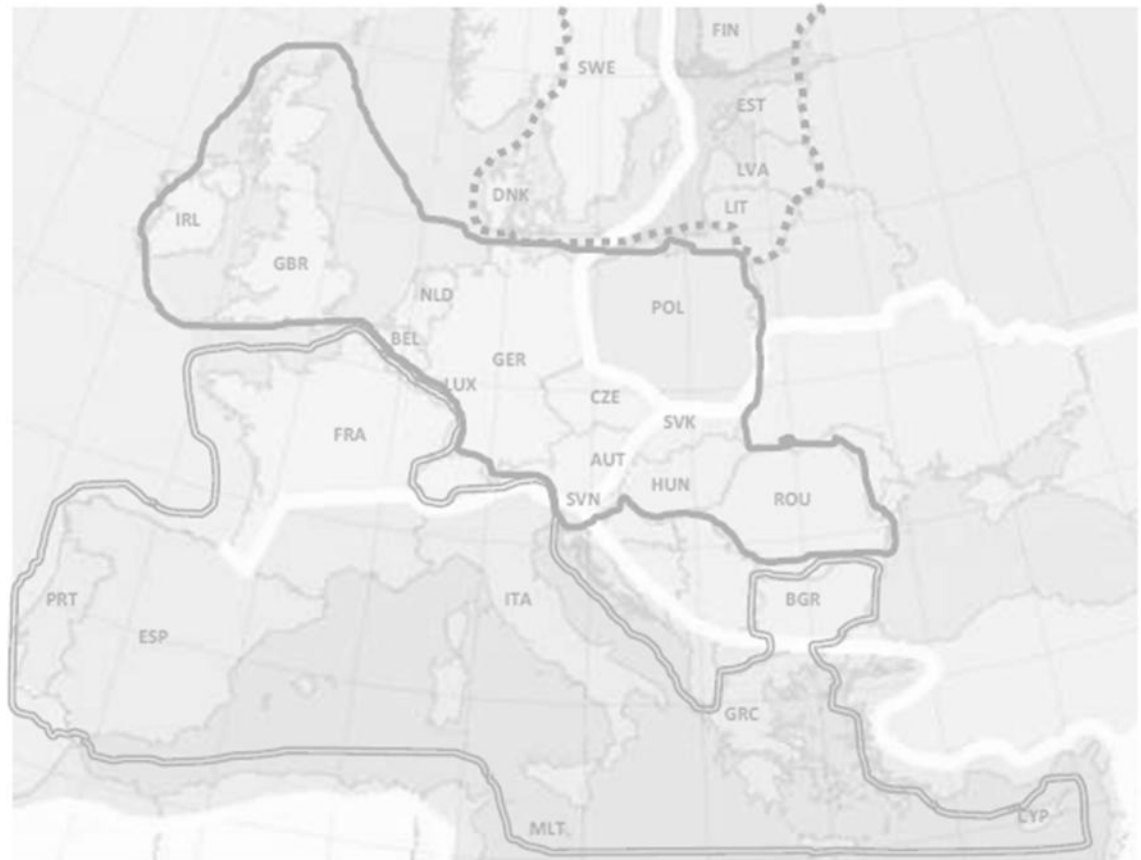 FIN
SWE
EST
LVA
DNK
LIT
IRL
GBR
NLD
POL
BEL
GER
LUX
CZE
SVK
FRA
AUT
HUN
SVN
ROU
PRT
ITA
BGR
ESP
GRC
CYP
MLT